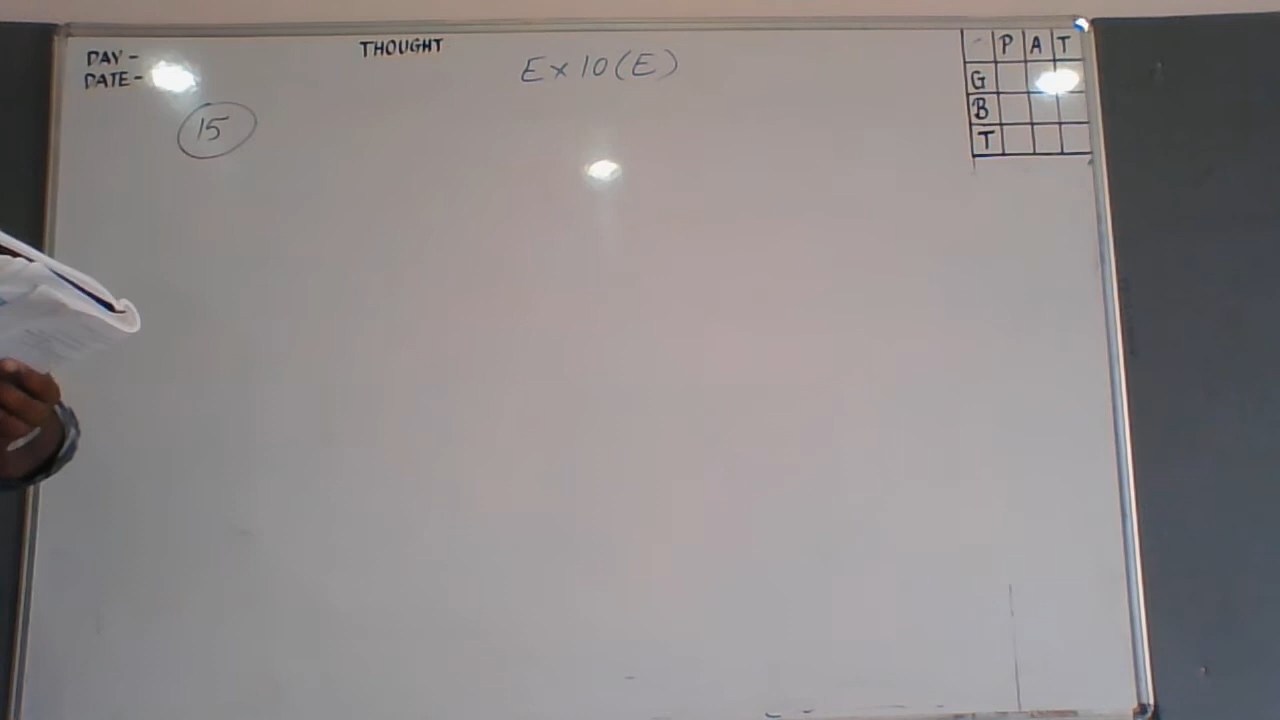 DAY -
THOUGHT
DATE -
Ex 10(E)
15
P A T
G
B
T